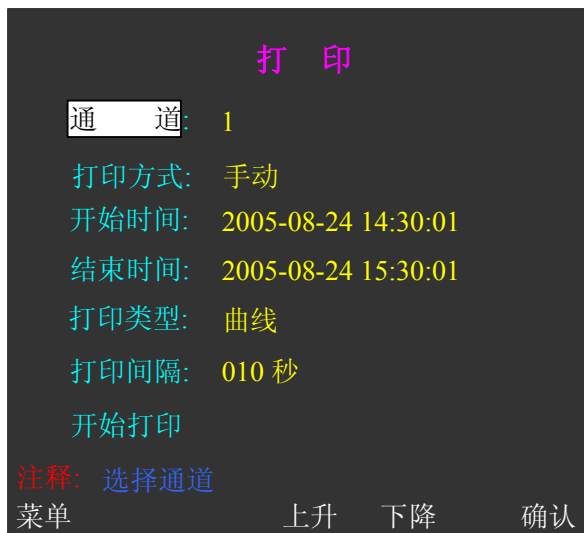 打 印
通 道: 1
打印方式: 手动
开始时间: 2005-08-24 14:30:01
结束时间: 2005-08-24 15:30:01
打印类型: 曲线
打印间隔: 010 秒
开始打印
注释: 选择通道
菜单 上升 下降 确认